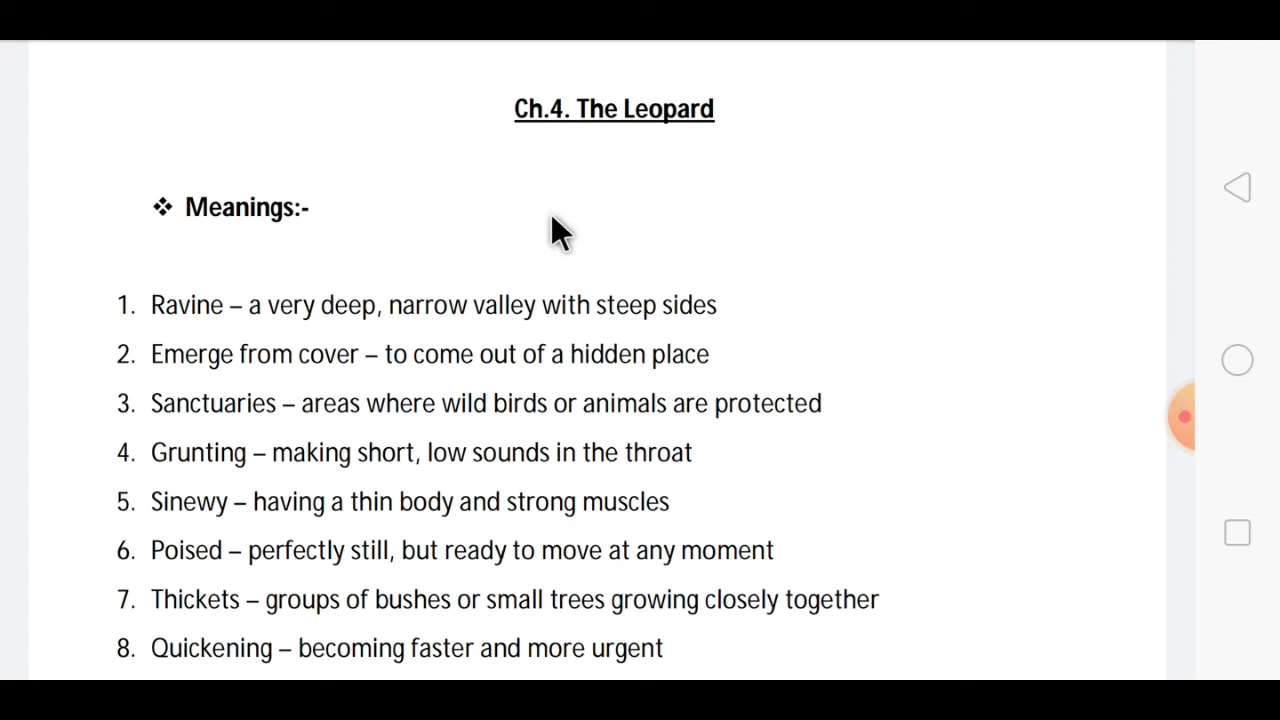 Ch.4. The Leopard
❖ Meanings:-
1. Ravine – a very deep, narrow valley with steep sides
2. Emerge from cover – to come out of a hidden place
3. Sanctuaries – areas where wild birds or animals are protected
4. Grunting – making short, low sounds in the throat
5. Sinewy – having a thin body and strong muscles
6. Poised – perfectly still, but ready to move at any moment
7. Thickets – groups of bushes or small trees growing closely together
8. Quickening – becoming faster and more urgent